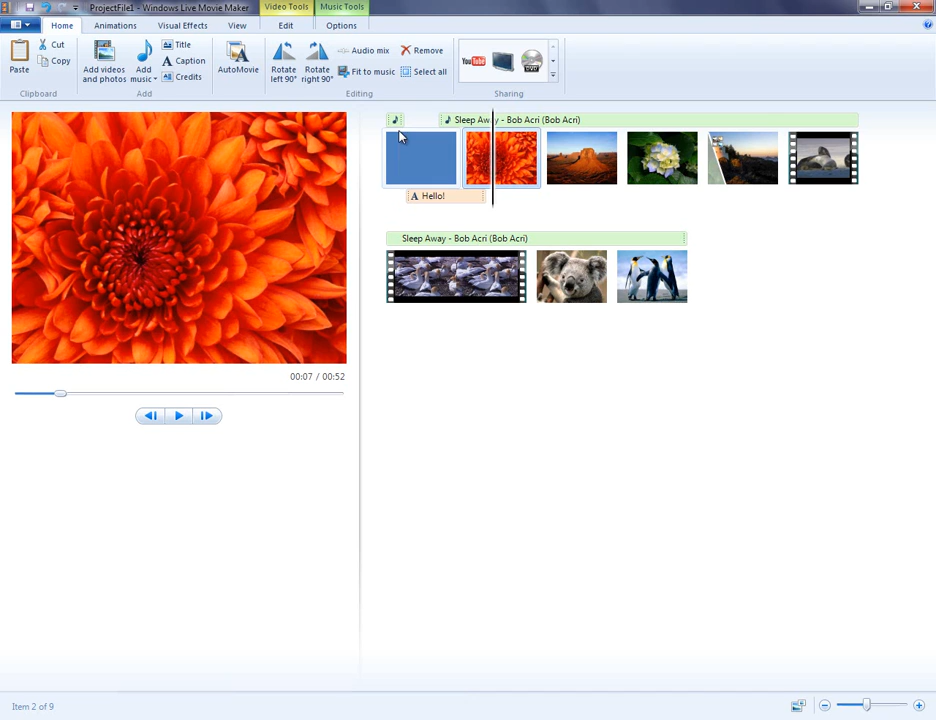 ProjectFile1 - Windows Live Movie Maker
Video Tools
Music Tools
Home
Animations
Visual Effects
View
Edit
Options
Paste
Cut
Copy
Clipboard
Add videos
and photos
Add
music
Title
Caption
Credits
Add
AutoMovie
Rotate
left 90°
Rotate
right 90°
Audio mix
Fit to music
Remove
Select all
Editing
YouTube
DVD
Sharing
Sleep Away - Bob Acri (Bob Acri)
A Hello!
Sleep Away - Bob Acri (Bob Acri)
00:07 / 00:52
Item 2 of 9